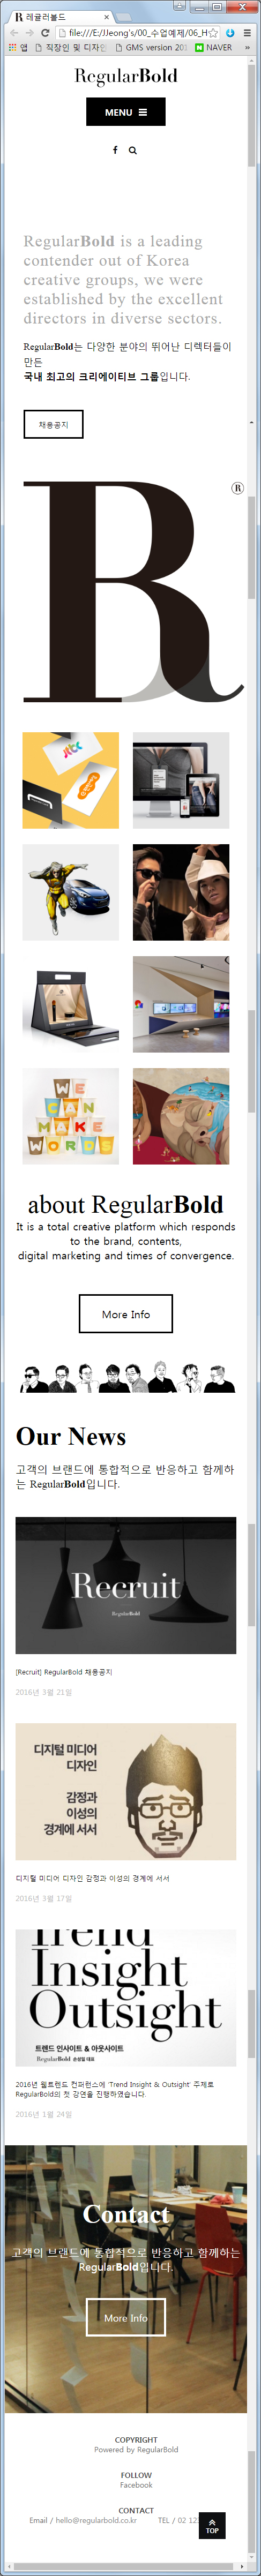 레귤러볼드
file:///E:/JJeong's/00_수업예제/06_H
앱 직장인 및 디자인 GMS version 201 NAVER »
RegularBold
MENU
RegularBold is a leading
contender out of Korea
creative groups, we were
established by the excellent
directors in diverse sectors.
RegularBold는 다양한 분야의 뛰어난 디렉터들이
만든
국내 최고의 크리에이티브 그룹입니다.
채용공지
R
R
WE
CAN
MAKE
WORDS
about RegularBold
It is a total creative platform which responds
to the brand, contents,
digital marketing and times of convergence.
More Info
Our News
고객의 브랜드에 통합적으로 반응하고 함께하
는 RegularBold입니다.
Recruit
RegularBold
[Recruit] RegularBold 채용공지
2016년 3월 21일
디지털 미디어
디자인
감정과
이성의
경계에 서서
디지털 미디어 디자인 감정과 이성의 경계에 서서
2016년 3월 17일
Trend
Insight
Outsight
트렌드 인사이트 & 아웃사이트
RegularBold 손성일 대표
2016년 월트렌드 컨퍼런스에 'Trend Insight & Outsight' 주제로
RegularBold의 첫 강연을 진행하였습니다.
2016년 1월 24일
Contact
고객의 브랜드에 통합적으로 반응하고 함께하는
RegularBold입니다.
More Info
COPYRIGHT
Powered by RegularBold
FOLLOW
Facebook
CONTACT
Email / hello@regularbold.co.kr TEL / 02 12
TOP